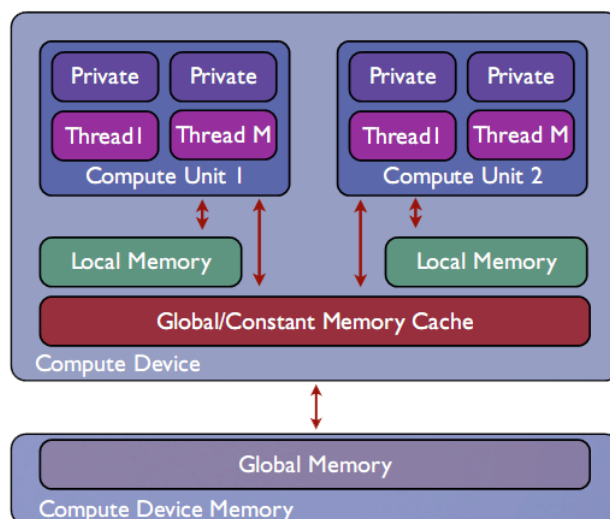 Private
Private
Private
Private
Thread1
Thread M
Thread1
Thread M
Compute Unit 1
Compute Unit 2
Local Memory
Local Memory
Global/Constant Memory Cache
Compute Device
Global Memory
Compute Device Memory